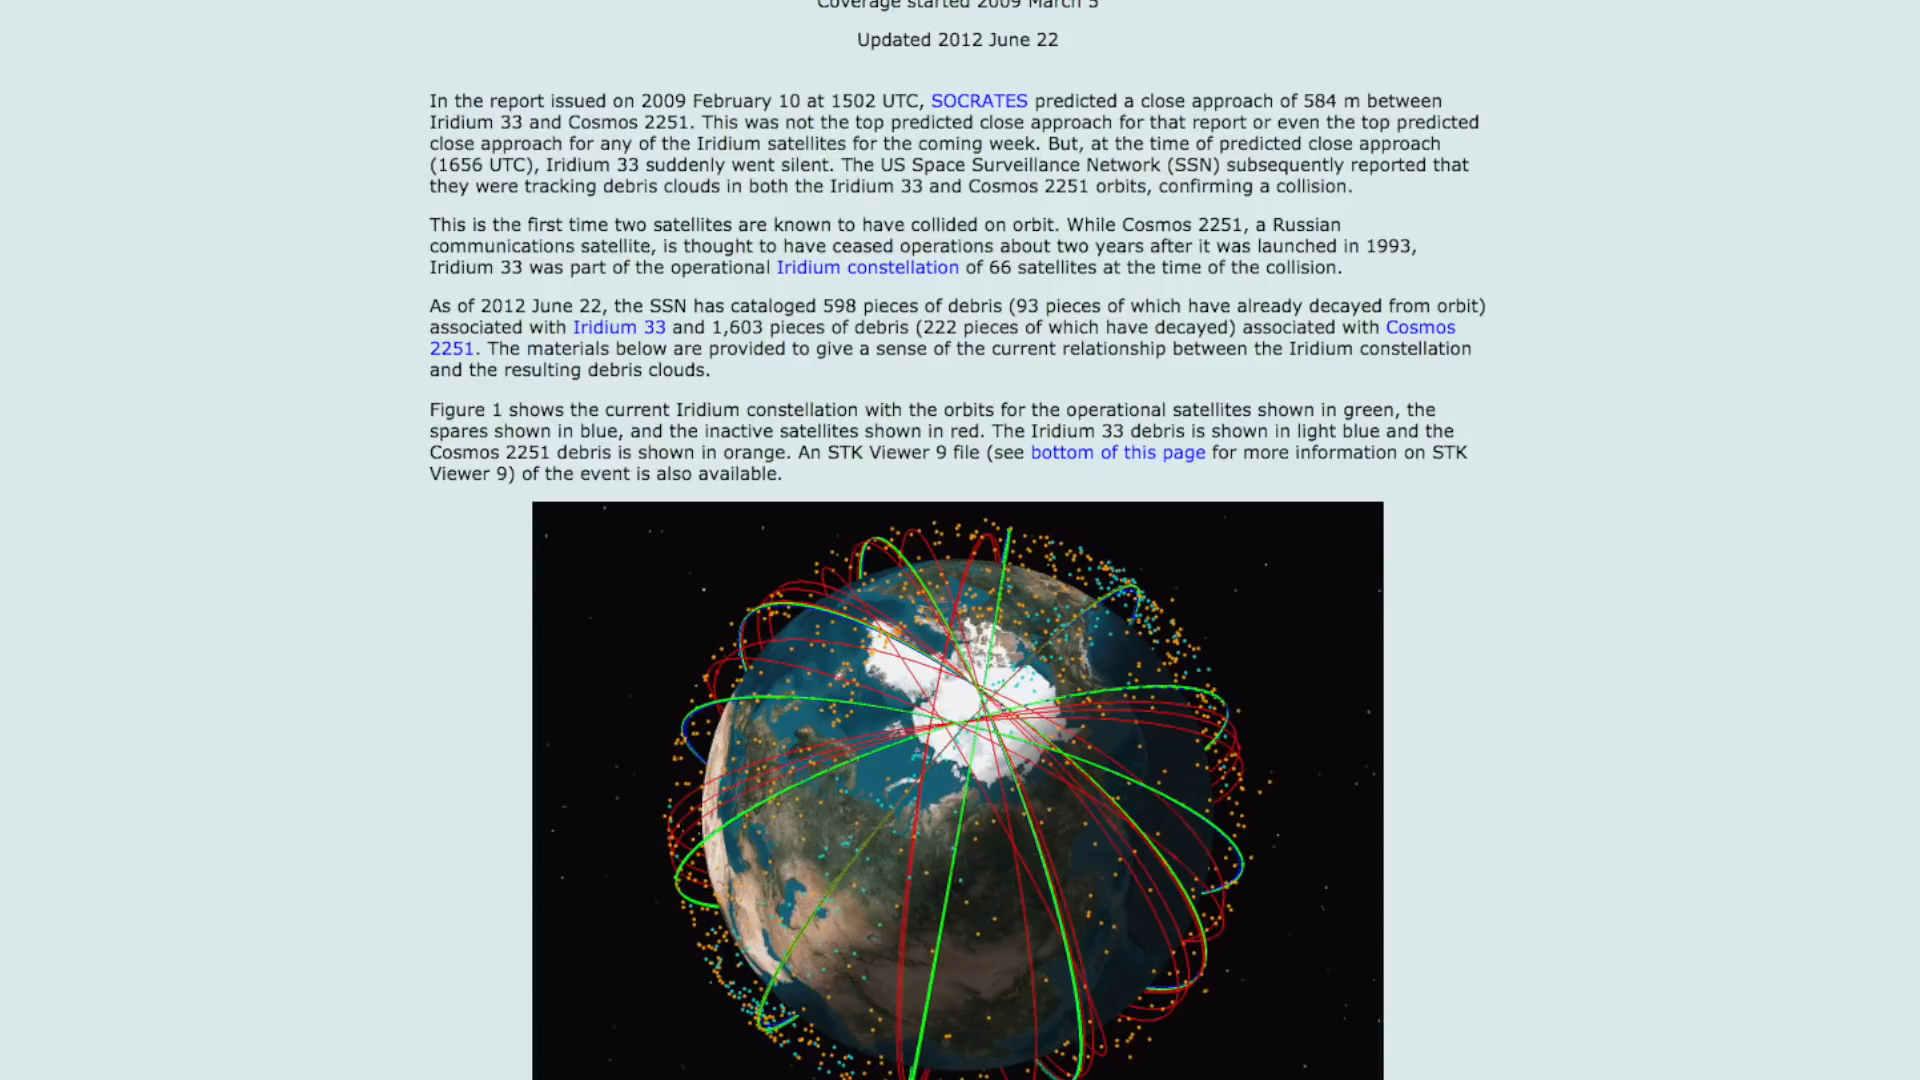 Coverage started 2009 March 5
Updated 2012 June 22
In the report issued on 2009 February 10 at 1502 UTC, SOCRATES predicted a close approach of 584 m between
Iridium 33 and Cosmos 2251. This was not the top predicted close approach for that report or even the top predicted
close approach for any of the Iridium satellites for the coming week. But, at the time of predicted close approach
(1656 UTC), Iridium 33 suddenly went silent. The US Space Surveillance Network (SSN) subsequently reported that
they were tracking debris clouds in both the Iridium 33 and Cosmos 2251 orbits, confirming a collision.
This is the first time two satellites are known to have collided on orbit. While Cosmos 2251, a Russian
communications satellite, is thought to have ceased operations about two years after it was launched in 1993,
Iridium 33 was part of the operational Iridium constellation of 66 satellites at the time of the collision.
As of 2012 June 22, the SSN has cataloged 598 pieces of debris (93 pieces of which have already decayed from orbit)
associated with Iridium 33 and 1,603 pieces of debris (222 pieces of which have decayed) associated with Cosmos
2251. The materials below are provided to give a sense of the current relationship between the Iridium constellation
and the resulting debris clouds.
Figure 1 shows the current Iridium constellation with the orbits for the operational satellites shown in green, the
spares shown in blue, and the inactive satellites shown in red. The Iridium 33 debris is shown in light blue and the
Cosmos 2251 debris is shown in orange. An STK Viewer 9 file (see bottom of this page for more information on STK
Viewer 9) of the event is also available.